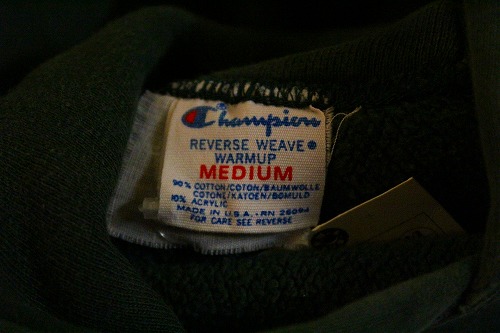 Champion
REVERSE WEAVE®
WARMUP
MEDIUM
90% COTTON/COTON/BAUMWOLLE
COTONE/KATOEN/BOMULD
10% ACRYLIC
MADE IN U.S.A. - RN 26094
FOR CARE SEE REVERSE